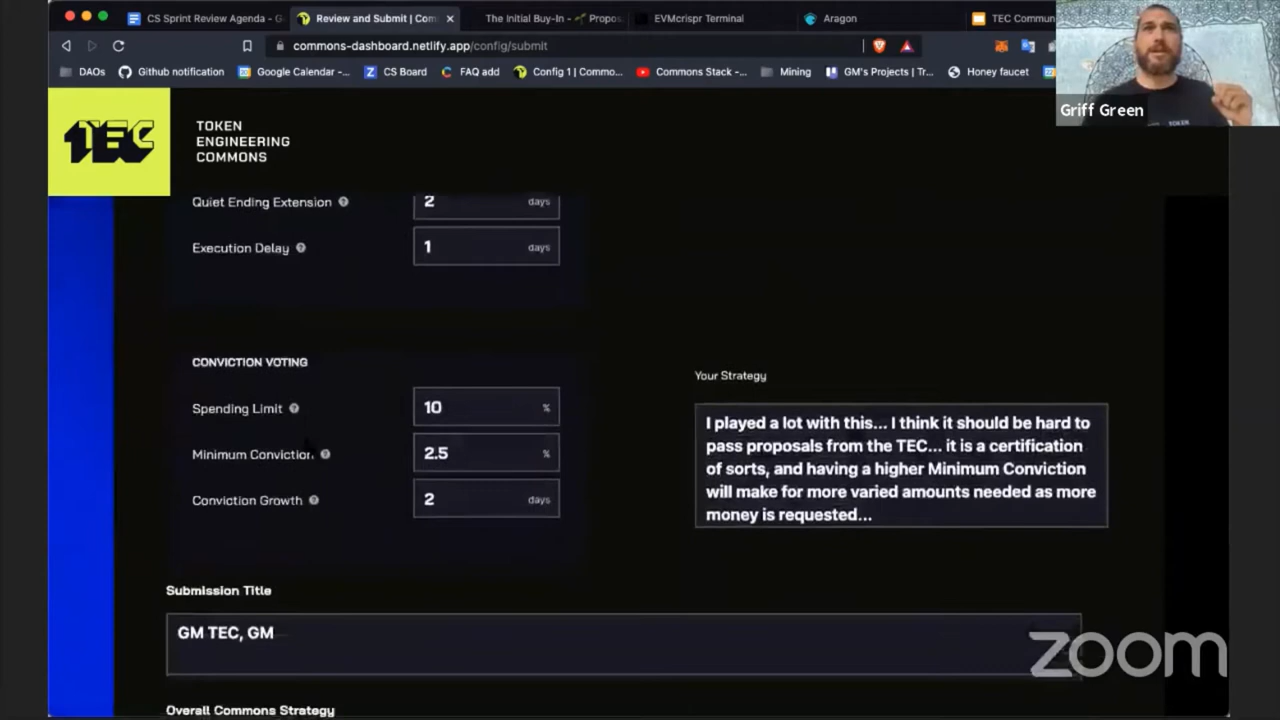 CS Sprint Review Agenda - G
Review and Submit | Com
The Initial Buy-In - 🌱 Propos
EVMcrispr Terminal
Aragon
TEC Commun
commons-dashboard.netlify.app/config/submit
DAOs
Github notification
Google Calendar -...
CS Board
FAQ add
Config 1 | Commo...
Commons Stack -...
Mining
GM's Projects | Tr...
Honey faucet
Griff Green
TOKEN
TEC
TOKEN
ENGINEERING
COMMONS
Quiet Ending Extension
2
days
Execution Delay
1
days
CONVICTION VOTING
Spending Limit
10
%
Minimum Conviction
2.5
%
Conviction Growth
2
days
Your Strategy
I played a lot with this... I think it should be hard to
pass proposals from the TEC... it is a certification
of sorts, and having a higher Minimum Conviction
will make for more varied amounts needed as more
money is requested...
Submission Title
GM TEC, GM
Overall Commons Strategy
zoom